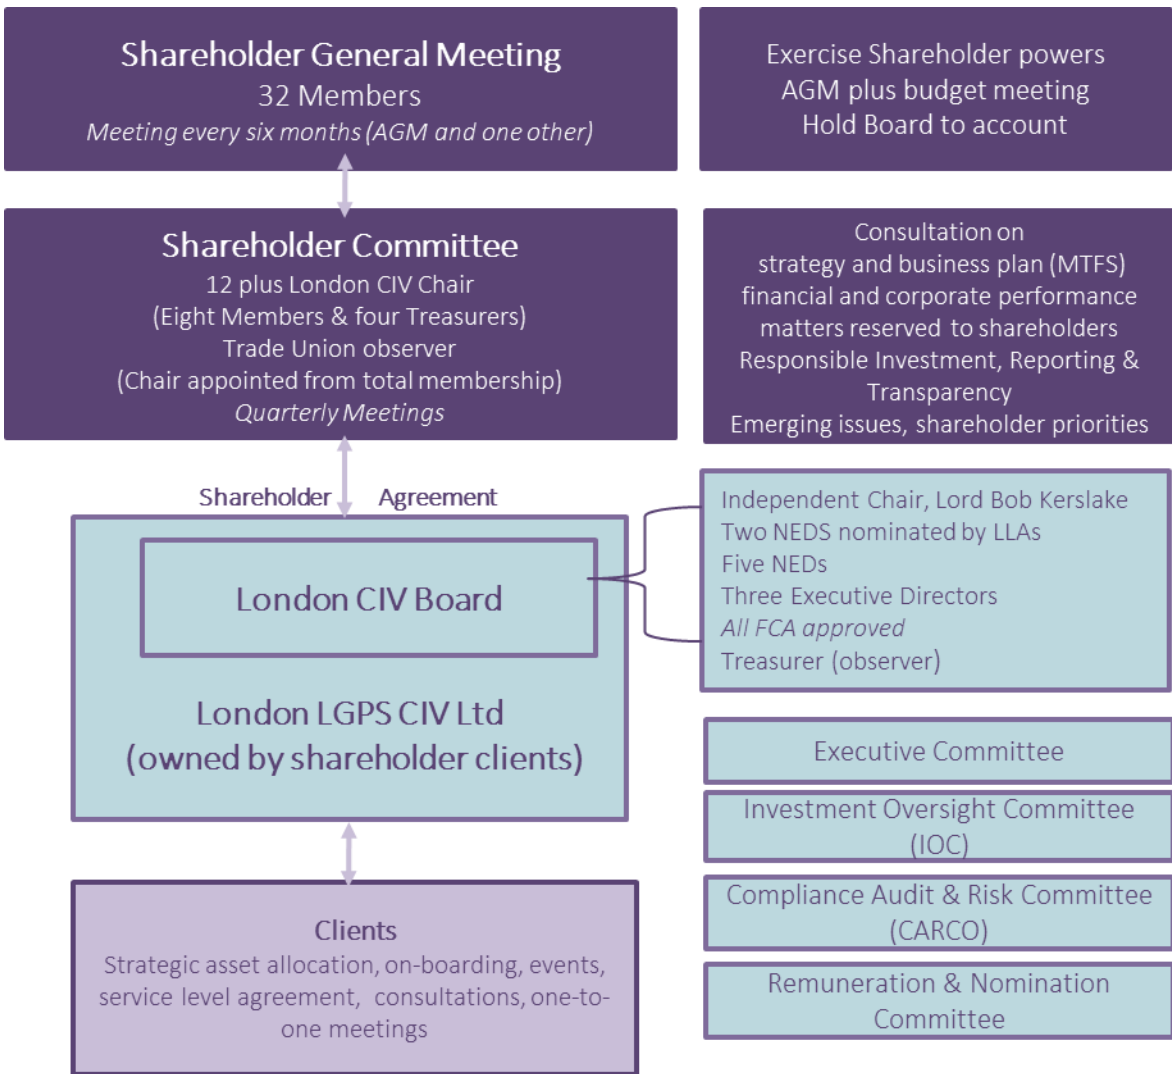 Shareholder General Meeting
32 Members
Meeting every six months (AGM and one other)
Exercise Shareholder powers
AGM plus budget meeting
Hold Board to account
Shareholder Committee
12 plus London CIV Chair
(Eight Members & four Treasurers)
Trade Union observer
(Chair appointed from total membership)
Quarterly Meetings
Consultation on
strategy and business plan (MTFS)
financial and corporate performance
matters reserved to shareholders
Responsible Investment, Reporting &
Transparency
Emerging issues, shareholder priorities
Shareholder Agreement
London CIV Board
London LGPS CIV Ltd
(owned by shareholder clients)
Independent Chair, Lord Bob Kerslake
Two NEDS nominated by LLAs
Five NEDs
Three Executive Directors
All FCA approved
Treasurer (observer)
Executive Committee
Investment Oversight Committee
(IOC)
Compliance Audit & Risk Committee
(CARCO)
Remuneration & Nomination
Committee
Clients
Strategic asset allocation, on-boarding, events,
service level agreement, consultations, one-to-
one meetings